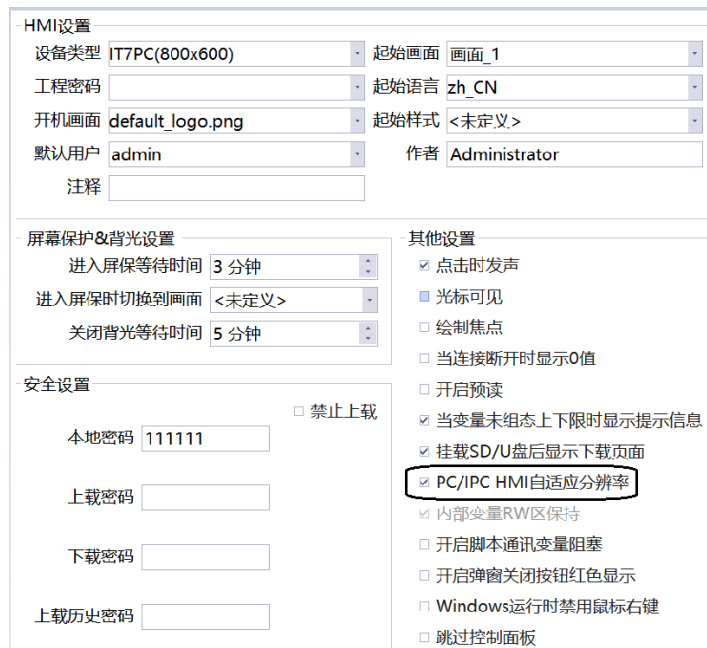 HMI设置
设备类型 IT7PC(800x600) 起始画面 画面_1
工程密码 起始语言 zh_CN
开机画面 default_logo.png 起始样式 <未定义>
默认用户 admin 作者 Administrator
注释
屏幕保护&背光设置
进入屏保等待时间 3 分钟
进入屏保时切换到画面 <未定义>
关闭背光等待时间 5 分钟
安全设置
禁止上载
本地密码 111111
上载密码
下载密码
上载历史密码
其他设置
点击时发声
光标可见
绘制焦点
当连接断开时显示0值
开启预读
当变量未组态上下限时显示提示信息
挂载SD/U盘后显示下载页面
PC/IPC HMI自适应分辨率
内部变量RW区保持
开启脚本通讯变量阻塞
开启弹窗关闭按钮红色显示
Windows运行时禁用鼠标右键
跳过控制面板